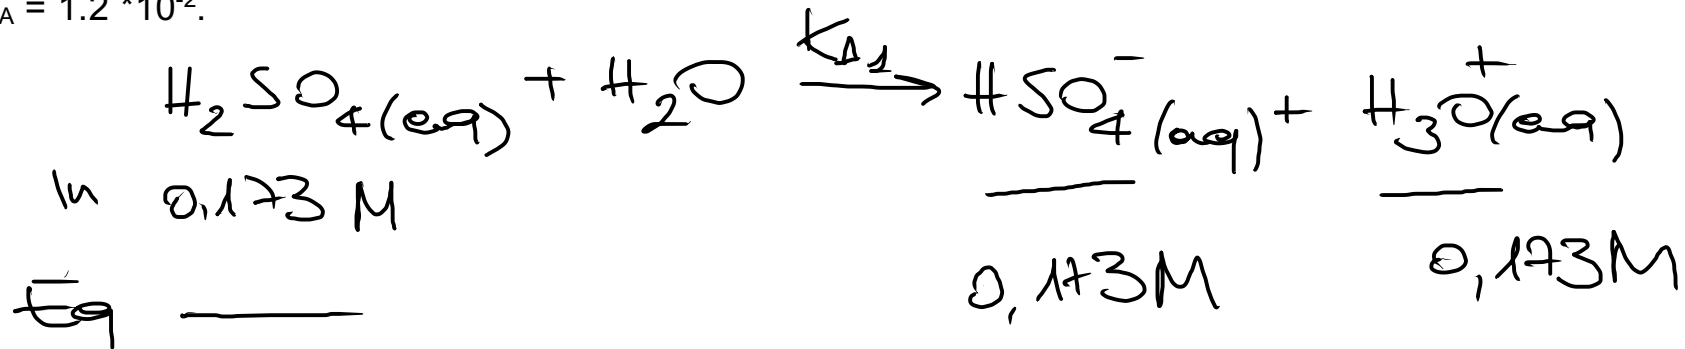 A = 1.2 *10-2.
H2SO4(aq) + H2O KA1 → HSO4-(aq) + H3O+(aq)
In 0,173 M — —
Eq — 0,173M 0,173M